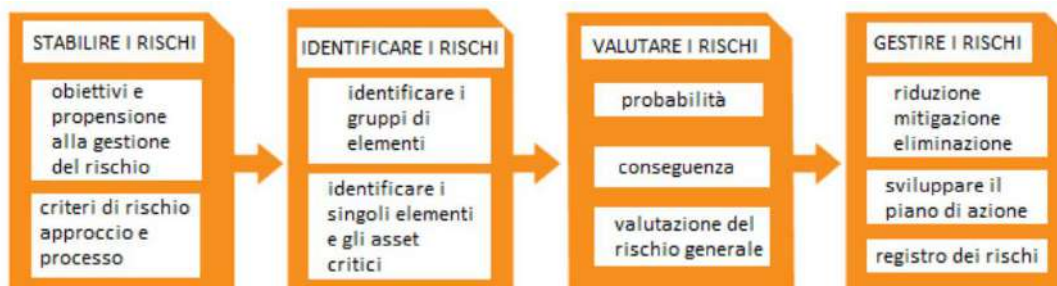 STABILIRE I RISCHI
obiettivi e
propensione
alla gestione
del rischio
criteri di rischio
approccio e
processo
IDENTIFICARE I RISCHI
identificare i
gruppi di
elementi
identificare i
singoli elementi
e gli asset
critici
VALUTARE I RISCHI
probabilità
conseguenza
valutazione del
rischio generale
GESTIRE I RISCHI
riduzione
mitigazione
eliminazione
sviluppare il
piano di azione
registro dei rischi